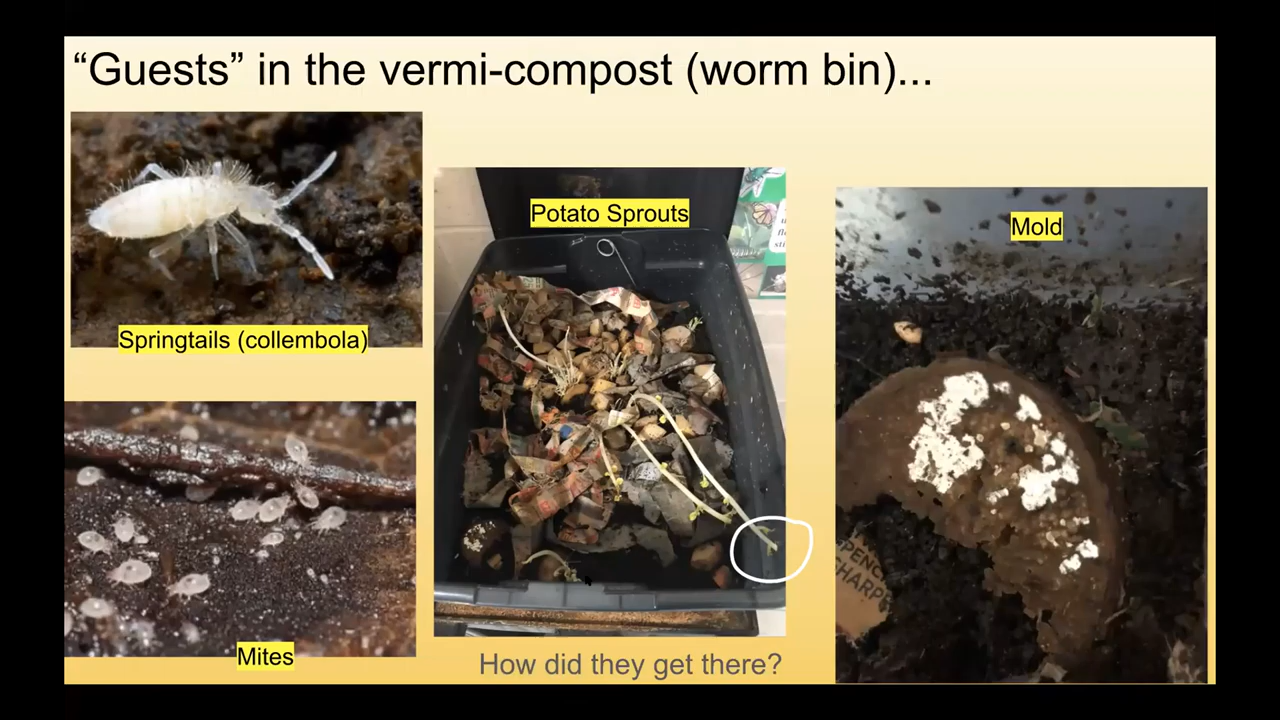 “Guests” in the vermi-compost (worm bin)...
Springtails (collembola)
Potato Sprouts
Mold
Mites
How did they get there?